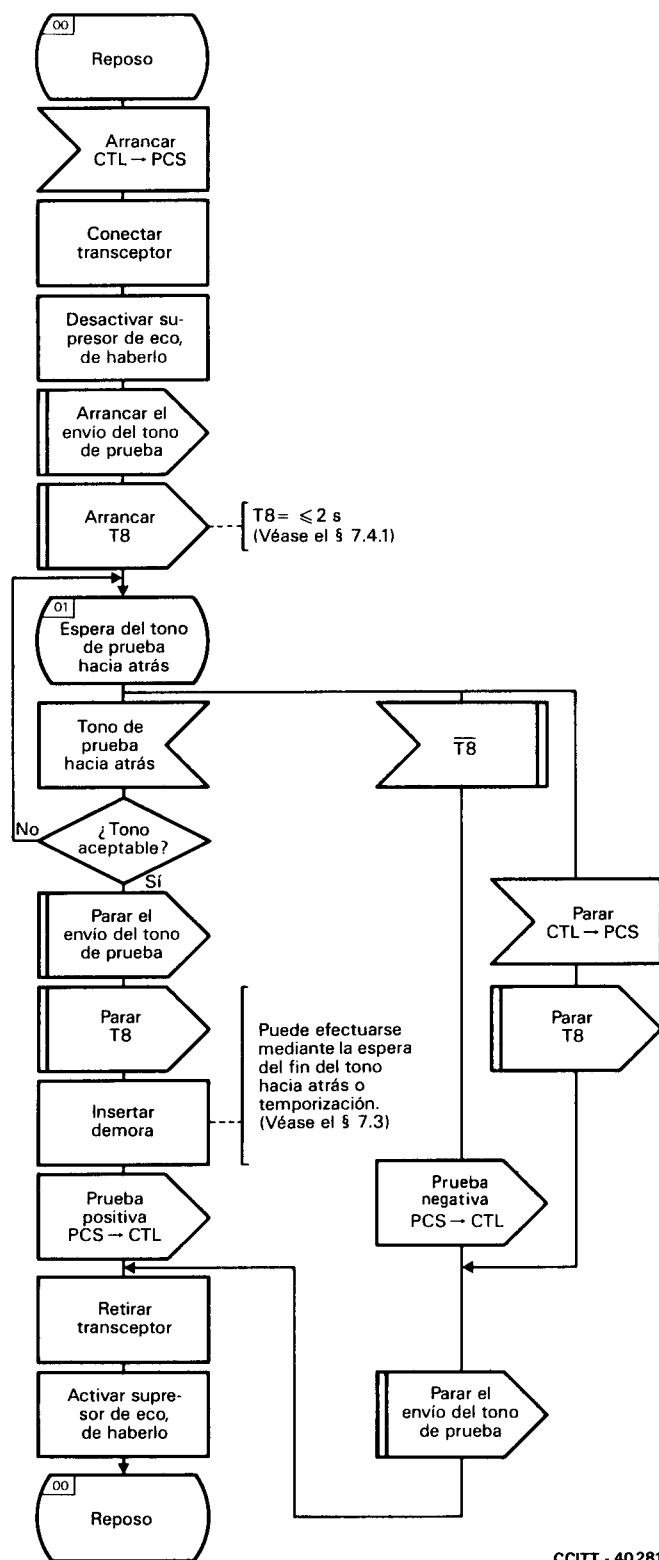 00
Reposo
Arrancar
CTL → PCS
Conectar
transceptor
Desactivar su-
presor de eco,
de haberlo
Arrancar el
envío del tono
de prueba
Arrancar
T8
T8= ⩽2 s
(Véase el § 7.4.1)
01
Espera del tono
de prueba
hacia atrás
Tono de
prueba
hacia atrás
T̅8̅
No
¿Tono
aceptable?
Sí
Parar el
envío del tono
de prueba
Parar
CTL → PCS
Parar
T8
Parar
T8
Puede efectuarse
mediante la espera
del fin del tono
hacia atrás o
temporización.
(Véase el § 7.3)
Insertar
demora
Prueba
positiva
PCS → CTL
Prueba
negativa
PCS → CTL
Retirar
transceptor
Activar supre-
sor de eco,
de haberlo
Parar el
envío del tono
de prueba
00
Reposo
CCITT - 40281